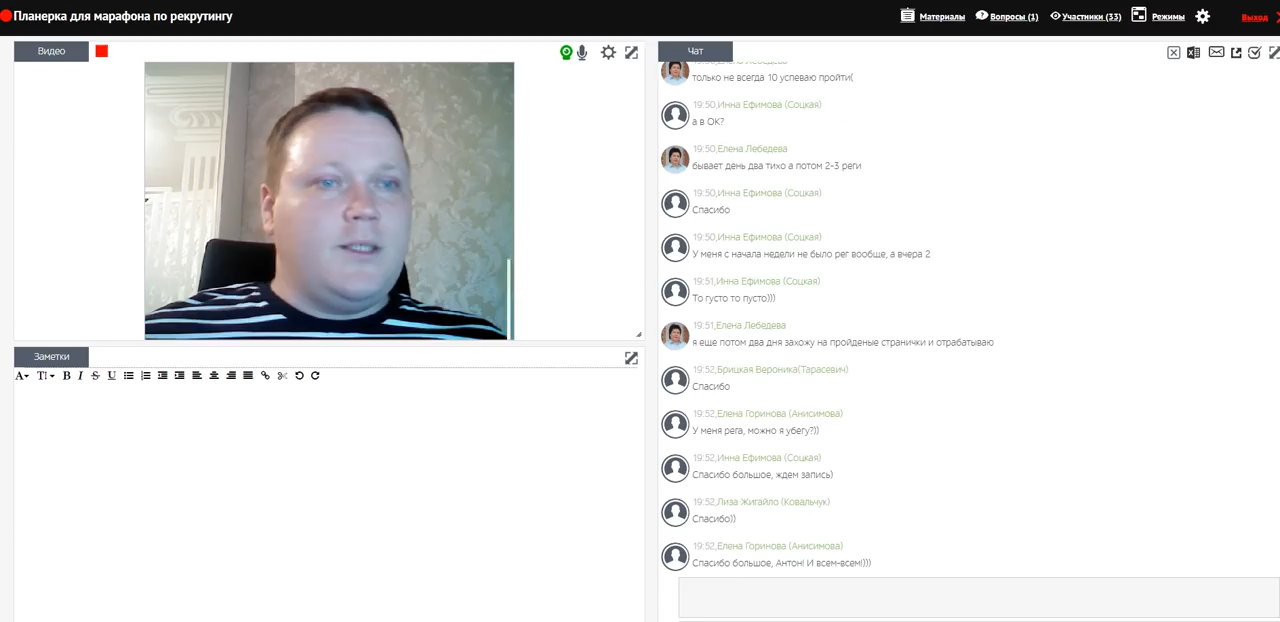 Планерка для марафона по рекрутингу
Материалы
Вопросы (1)
Участники (33)
Режимы
Выход
Видео
Чат
только не всегда 10 успеваю пройти(
19:50,Инна Ефимова (Соцкая)
а в ОК?
19:50,Елена Лебедева
бывает день два тихо а потом 2-3 реги
19:50,Инна Ефимова (Соцкая)
Спасибо
19:50,Инна Ефимова (Соцкая)
У меня с начала недели не было рег вообще, а вчера 2
19:51,Инна Ефимова (Соцкая)
То густо то пусто)))
19:51,Елена Лебедева
я еще потом два дня захожу на пройденые странички и отрабатываю
19:52,Брицкая Вероника(Тарасевич)
Спасибо
19:52,Елена Горинова (Анисимова)
У меня рега, можно я убегу?))
19:52,Инна Ефимова (Соцкая)
Спасибо большое, ждем запись)
19:52,Лиза Жигайло (Ковальчук)
Спасибо))
19:52,Елена Горинова (Анисимова)
Спасибо большое, Антон! И всем-всем!)))
Заметки